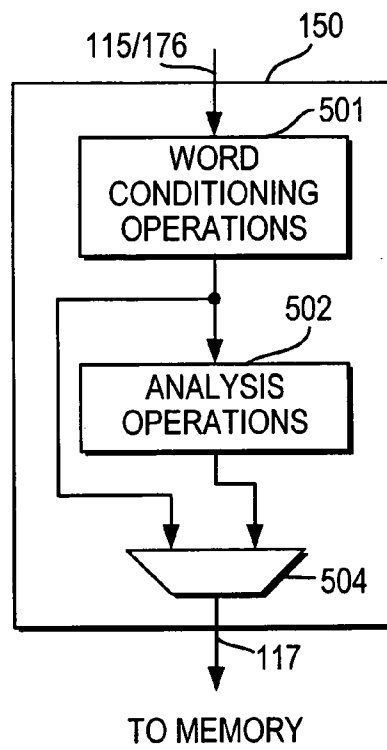 150
115/176
501
WORD
CONDITIONING
OPERATIONS
502
ANALYSIS
OPERATIONS
504
117
TO MEMORY